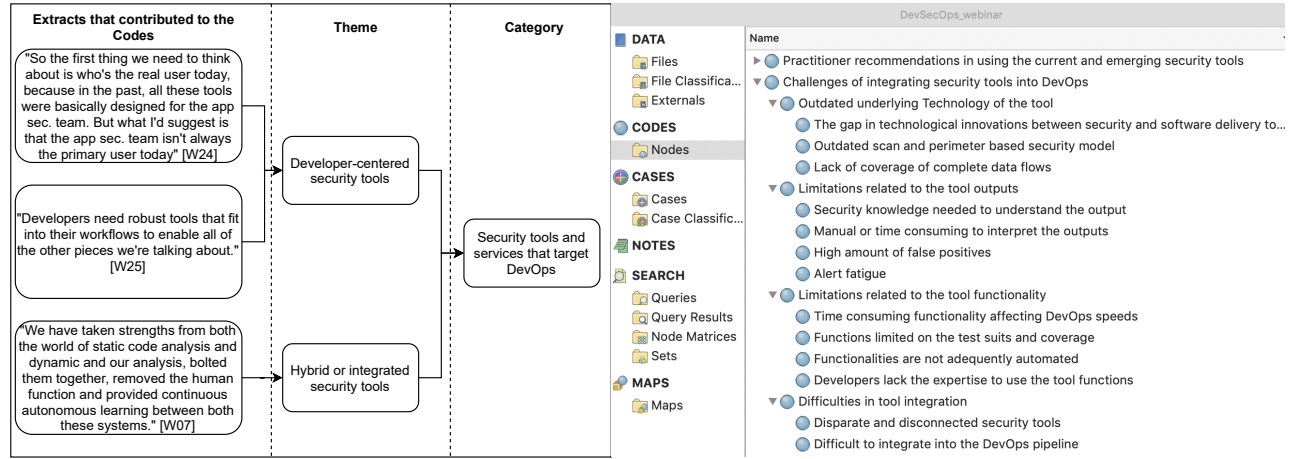 Extracts that contributed to the
Codes
Theme
Category
"So the first thing we need to think
about is who's the real user today,
because in the past, all these tools
were basically designed for the app
sec. team. But what I'd suggest is
that the app sec. team isn't always
the primary user today" [W24]
"Developers need robust tools that fit
into their workflows to enable all of
the other pieces we're talking about."
[W25]
"We have taken strengths from both
the world of static code analysis and
dynamic and our analysis, bolted
them together, removed the human
function and provided continuous
autonomous learning between both
these systems." [W07]
Developer-centered
security tools
Hybrid or integrated
security tools
Security tools and
services that target
DevOps
DevSecOps_webinar
DATA
Files
File Classifica...
Externals
CODES
Nodes
CASES
Cases
Case Classific...
NOTES
SEARCH
Queries
Query Results
Node Matrices
Sets
MAPS
Maps
Name
Practitioner recommendations in using the current and emerging security tools
Challenges of integrating security tools into DevOps
Outdated underlying Technology of the tool
The gap in technological innovations between security and software delivery to...
Outdated scan and perimeter based security model
Lack of coverage of complete data flows
Limitations related to the tool outputs
Security knowledge needed to understand the output
Manual or time consuming to interpret the outputs
High amount of false positives
Alert fatigue
Limitations related to the tool functionality
Time consuming functionality affecting DevOps speeds
Functions limited on the test suits and coverage
Functionalities are not adequently automated
Developers lack the expertise to use the tool functions
Difficulties in tool integration
Disparate and disconnected security tools
Difficult to integrate into the DevOps pipeline